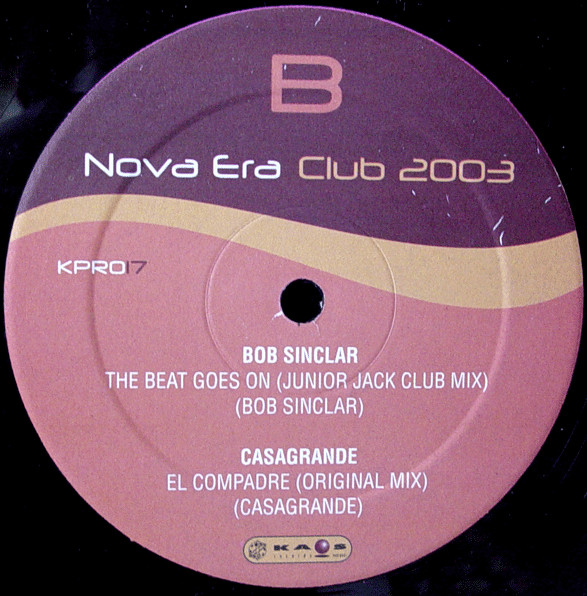 B
Nova Era Club 2003
KPRO17
BOB SINCLAR
THE BEAT GOES ON (JUNIOR JACK CLUB MIX)
(BOB SINCLAR)
CASAGRANDE
EL COMPADRE (ORIGINAL MIX)
(CASAGRANDE)
KAOS